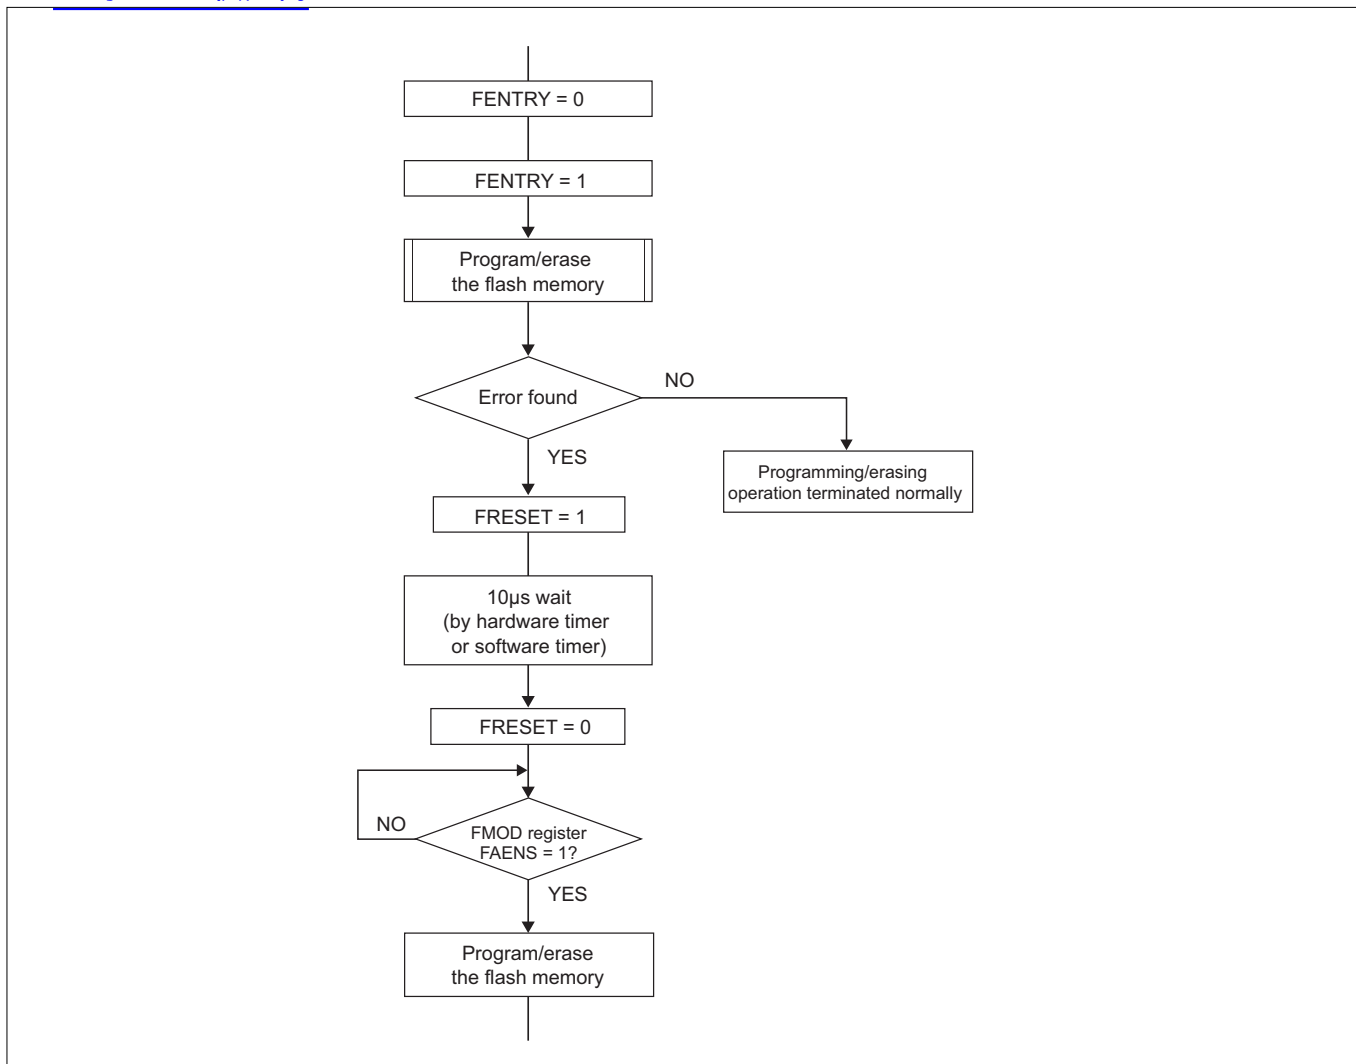 FENTRY = 0
FENTRY = 1
Program/erase
the flash memory
Error found
NO
YES
Programming/erasing
operation terminated normally
FRESET = 1
10µs wait
(by hardware timer
or software timer)
FRESET = 0
NO
FMOD register
FAENS = 1?
YES
Program/erase
the flash memory